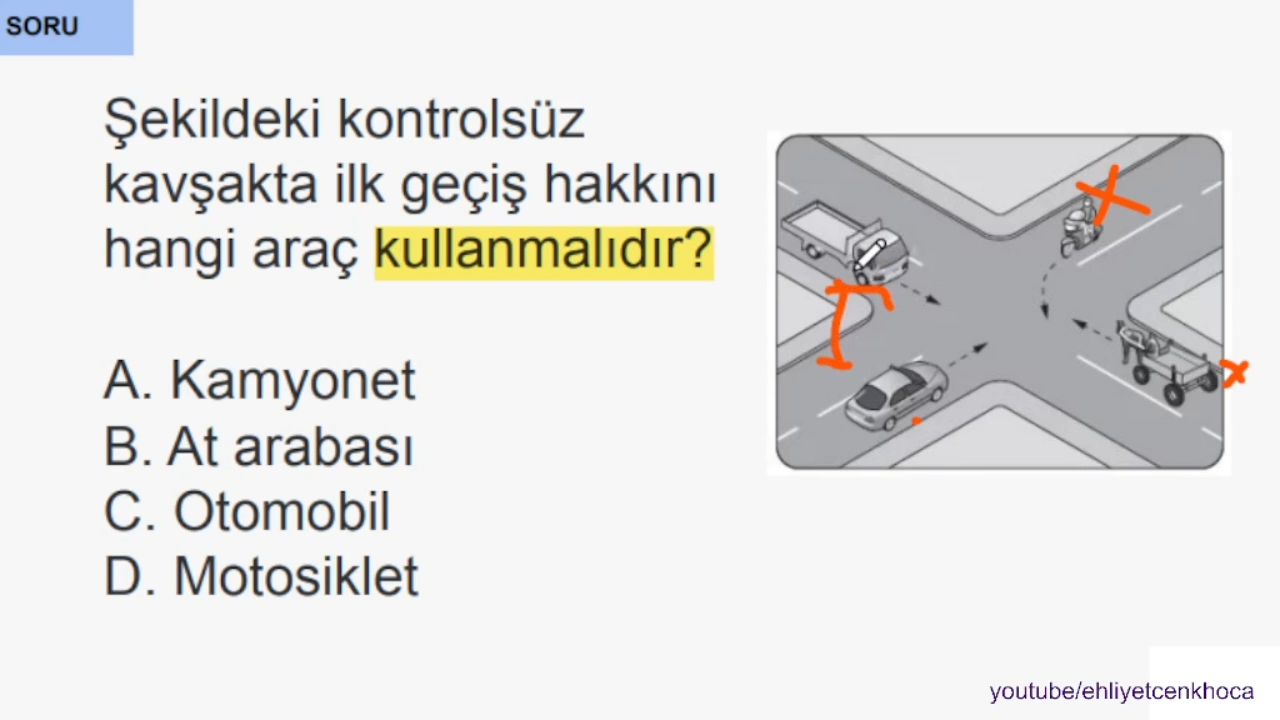 SORU
Şekildeki kontrolsüz
kavşakta ilk geçiş hakkını
hangi araç kullanmalıdır?
A. Kamyonet
B. At arabası
C. Otomobil
D. Motosiklet
youtube/ehliyetcenkhoca